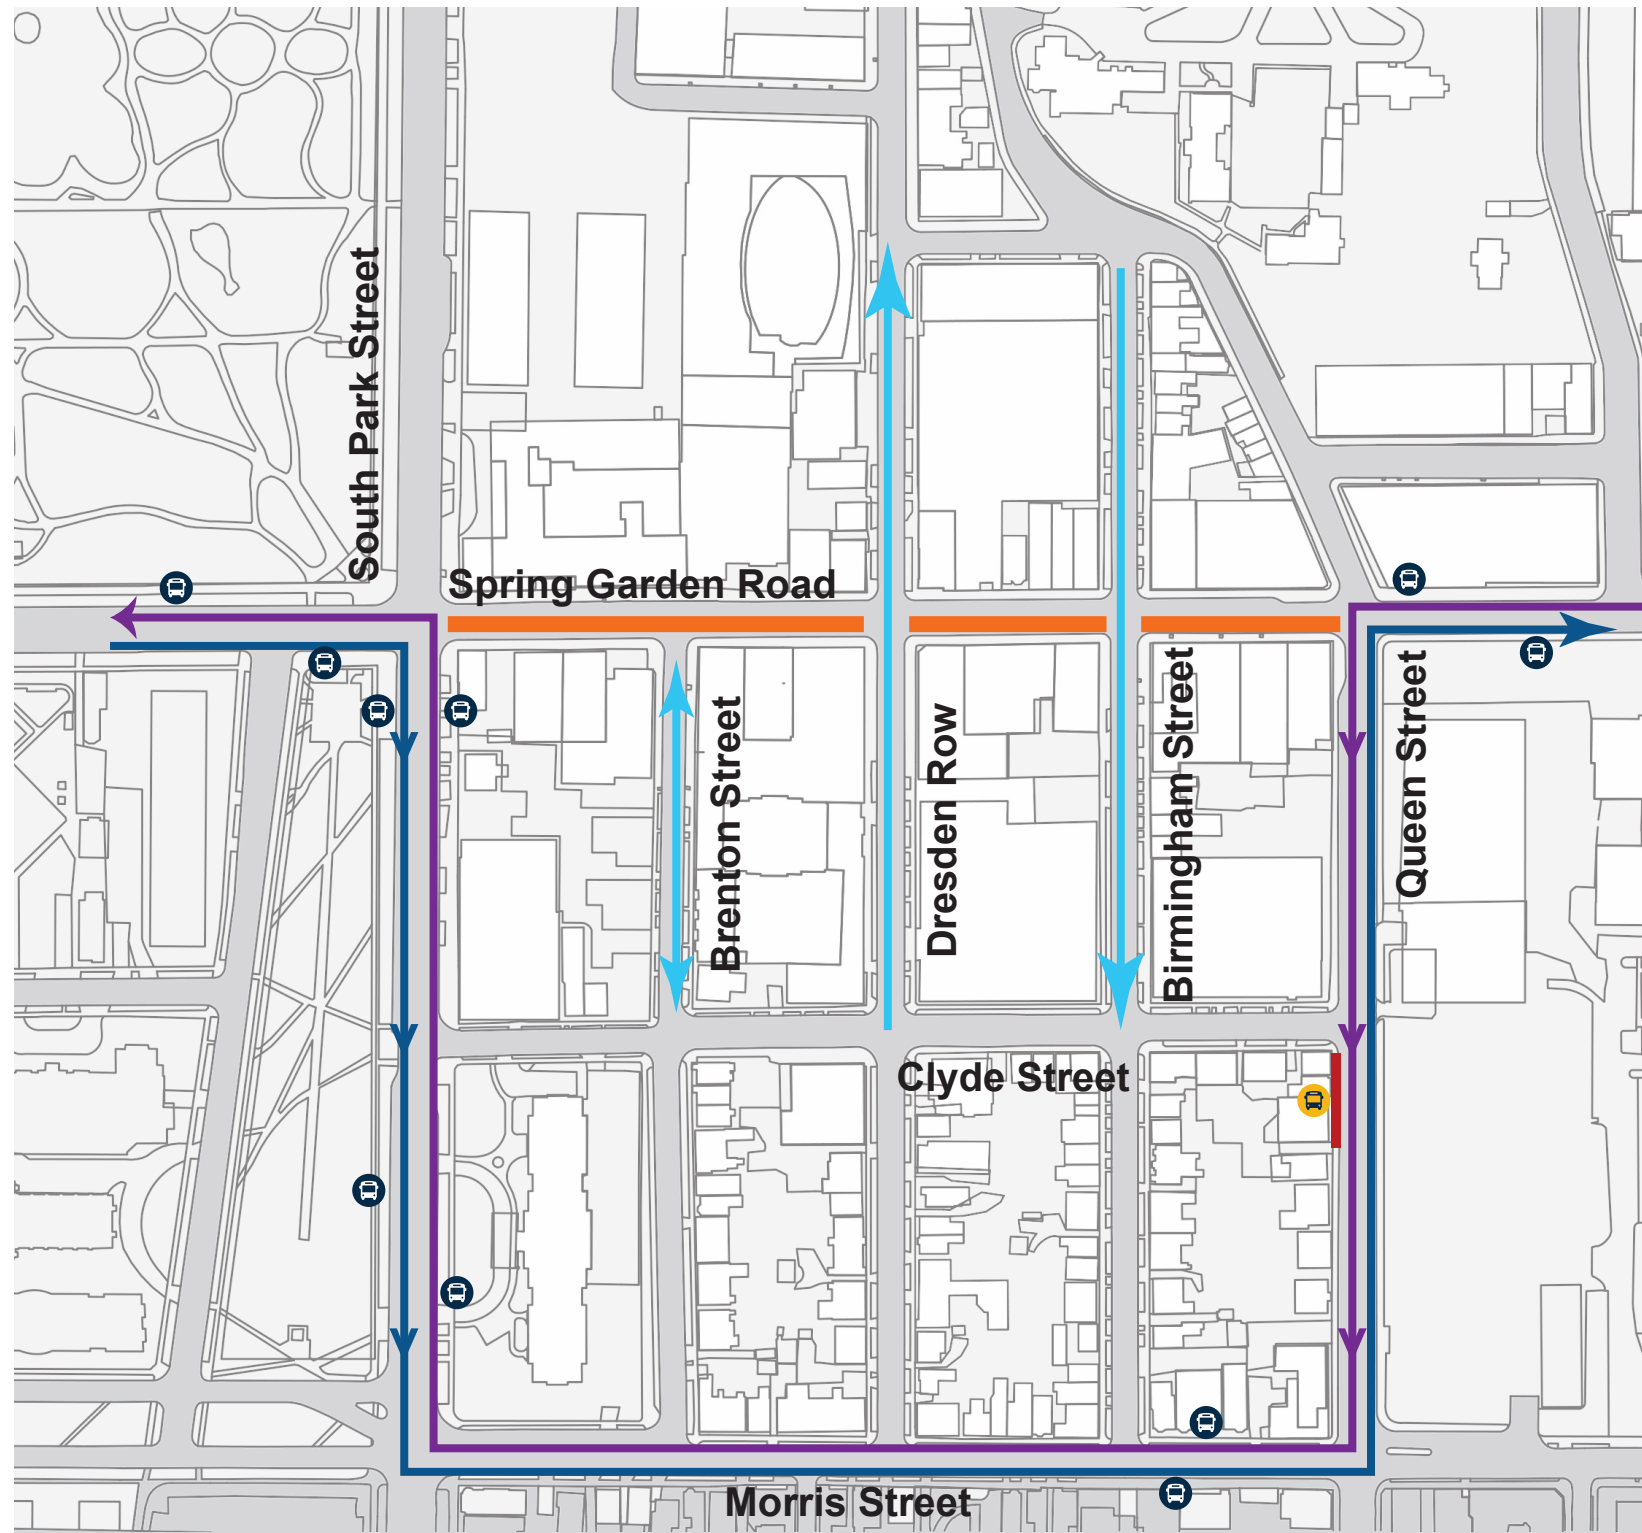 South Park Street
Spring Garden Road
Brenton Street
Dresden Row
Birmingham Street
Queen Street
Clyde Street
Morris Street